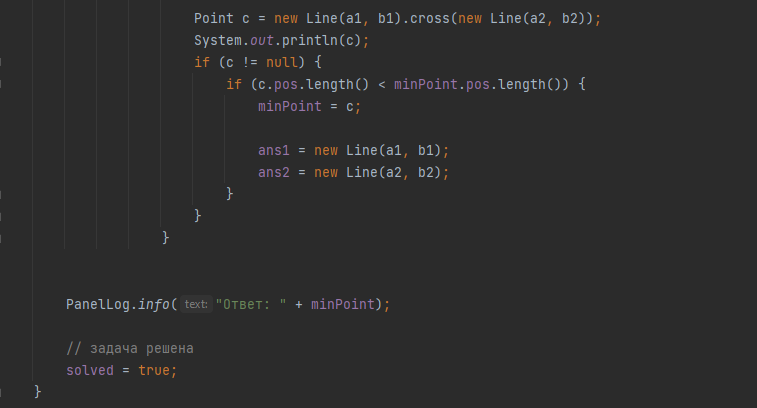 Point c = new Line(a1, b1).cross(new Line(a2, b2));
System.out.println(c);
if (c != null) {
if (c.pos.length() < minPoint.pos.length()) {
minPoint = c;
ans1 = new Line(a1, b1);
ans2 = new Line(a2, b2);
}
}
}
PanelLog.info( text: "Ответ: " + minPoint);
// задача решена
solved = true;
}